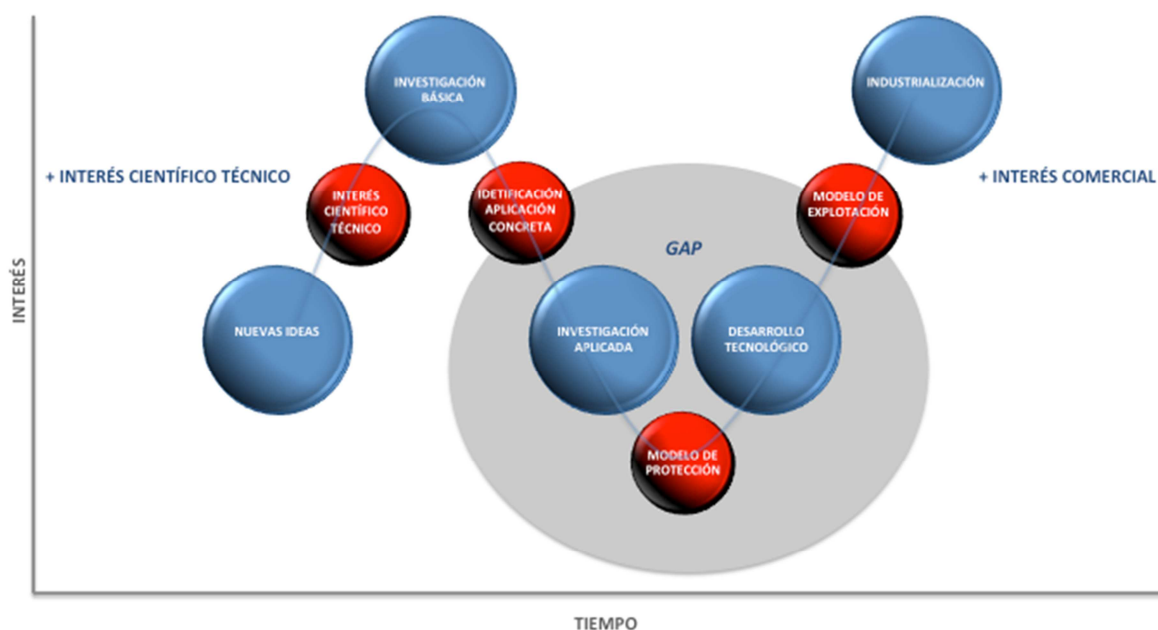 INVESTIGACIÓN
BÁSICA
INDUSTRIALIZACIÓN
+ INTERÉS CIENTÍFICO TÉCNICO
+ INTERÉS COMERCIAL
INTERÉS
CIENTÍFICO
TÉCNICO
IDETIFICACIÓN
APLICACIÓN
CONCRETA
MODELO DE
EXPLOTACIÓN
GAP
INTERÉS
NUEVAS IDEAS
INVESTIGACIÓN
APLICADA
DESARROLLO
TECNOLÓGICO
MODELO DE
PROTECCIÓN
TIEMPO